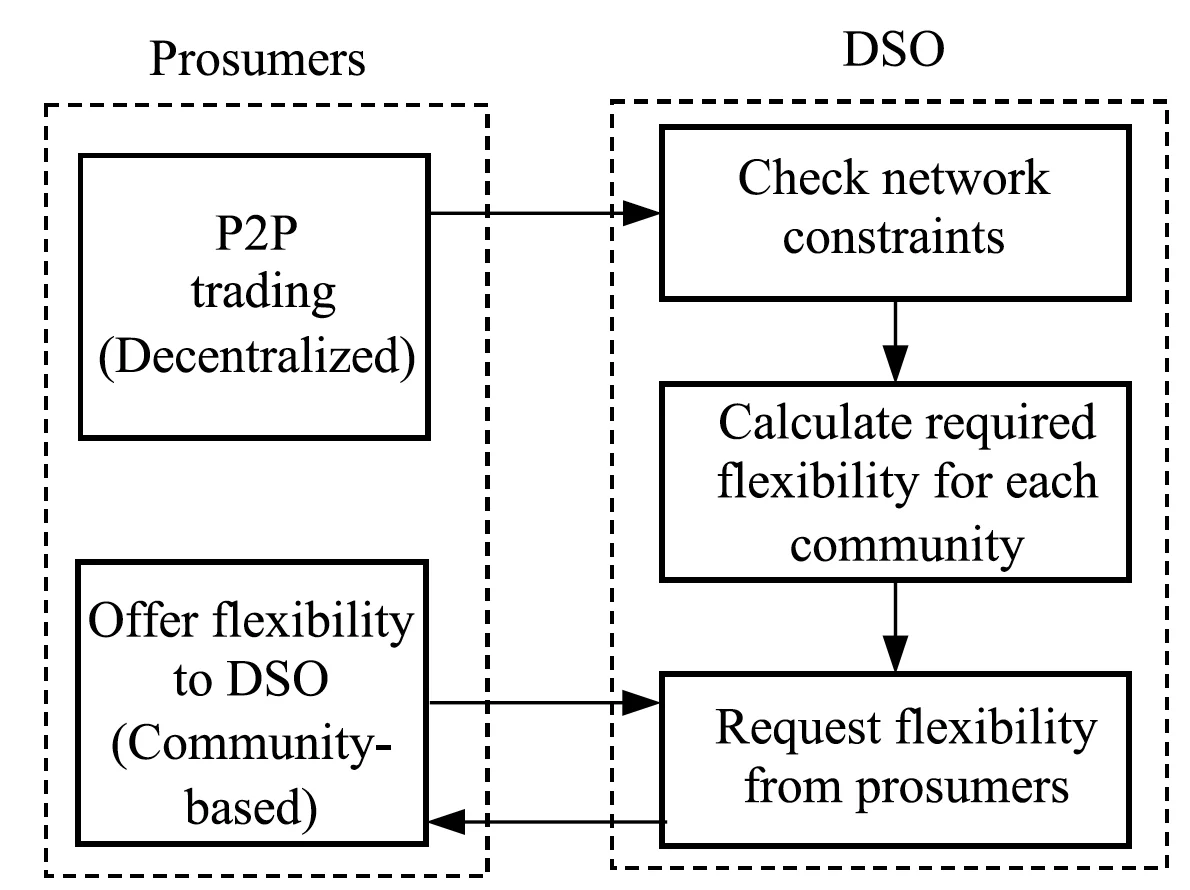 Prosumers
DSO
P2P
trading
(Decentralized)
Check network
constraints
Calculate required
flexibility for each
community
Offer flexibility
to DSO
(Community-
based)
Request flexibility
from prosumers